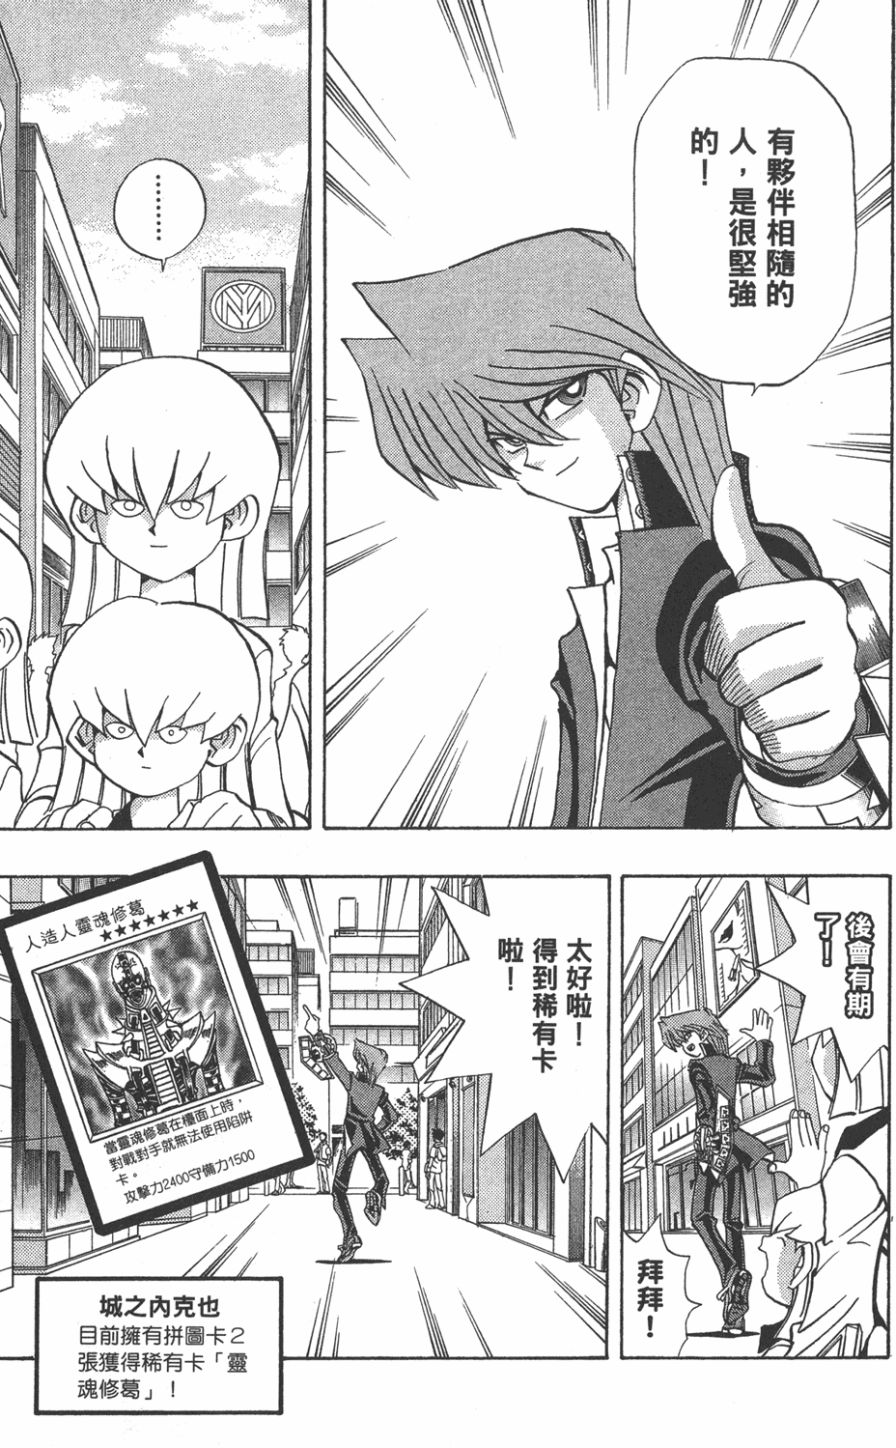 有夥伴相隨的
人，是很堅強
的！
⋯⋯⋯
後會有期
了！
拜拜！
太好啦！
得到稀有卡
啦！
人造人靈魂修葛
★★★★★★★
當靈魂修葛在檯面上時，
對戰對手就無法使用陷阱
卡。
攻擊力2400守備力1500
城之內克也
目前擁有拼圖卡2
張獲得稀有卡「靈
魂修葛」！